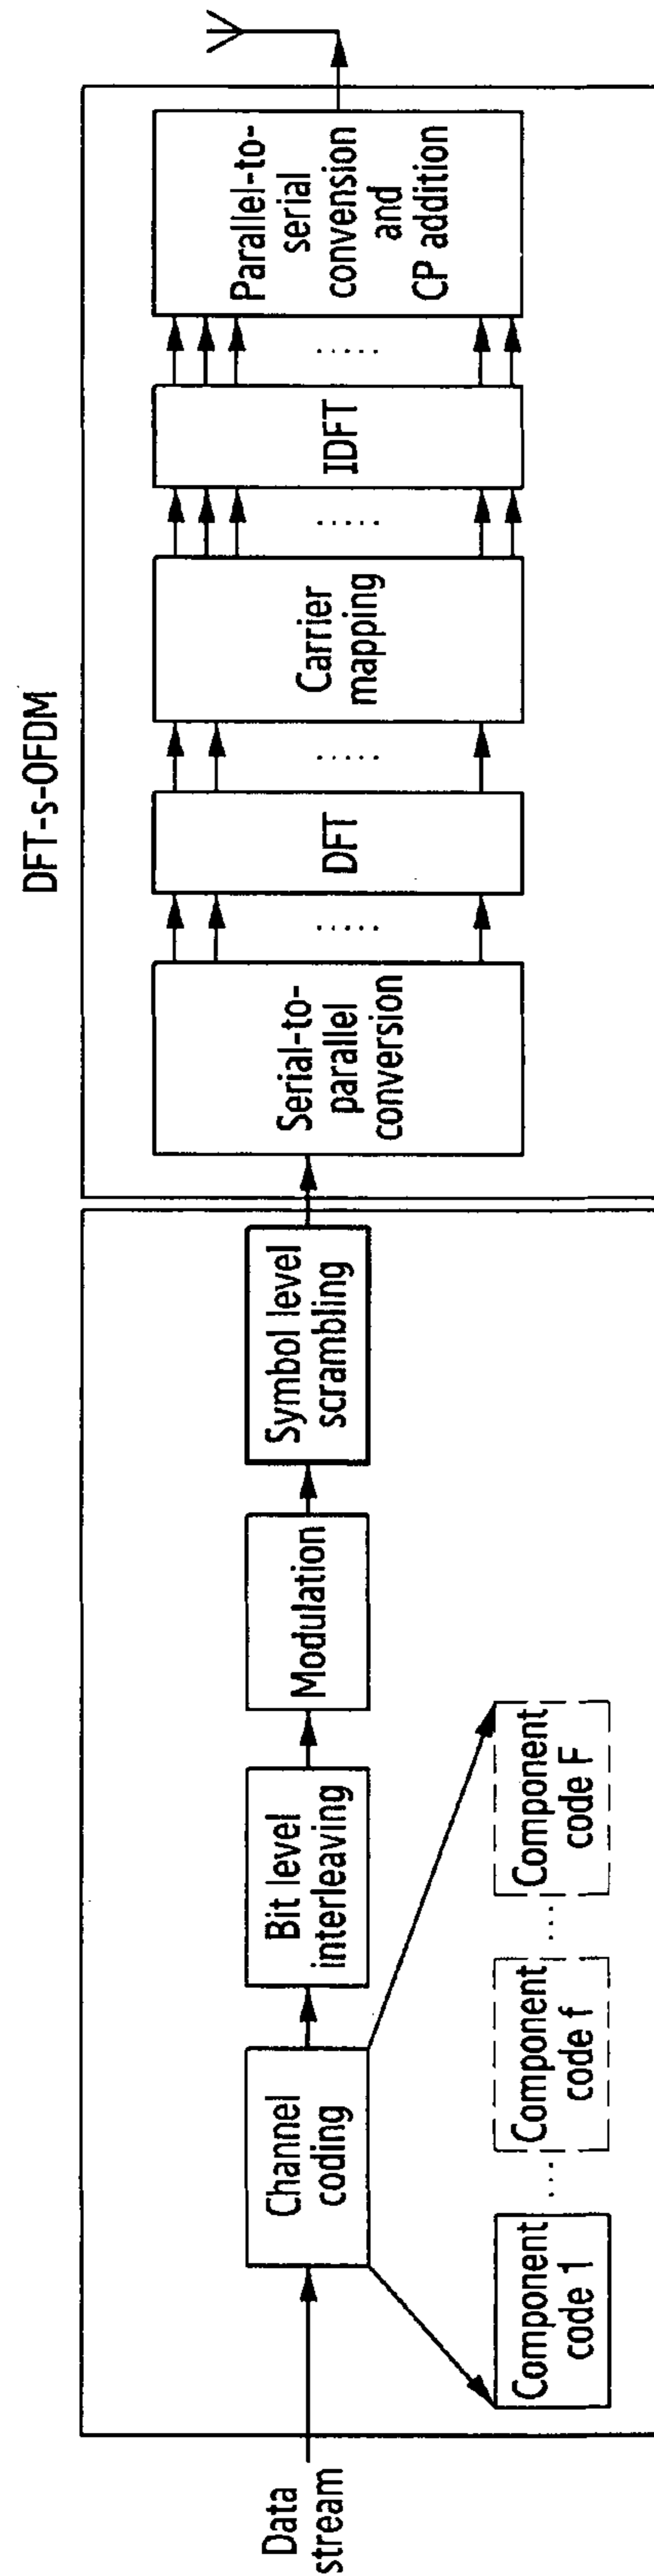 DFT-s-OFDM
Data
stream
Channel
coding
Bit level
interleaving
Modulation
Symbol level
scrambling
Serial-to-
parallel
conversion
DFT
Carrier
mapping
IDFT
Parallel-to-
serial
convension
and
CP addition
Component
code 1
Component
code f
Component
code F